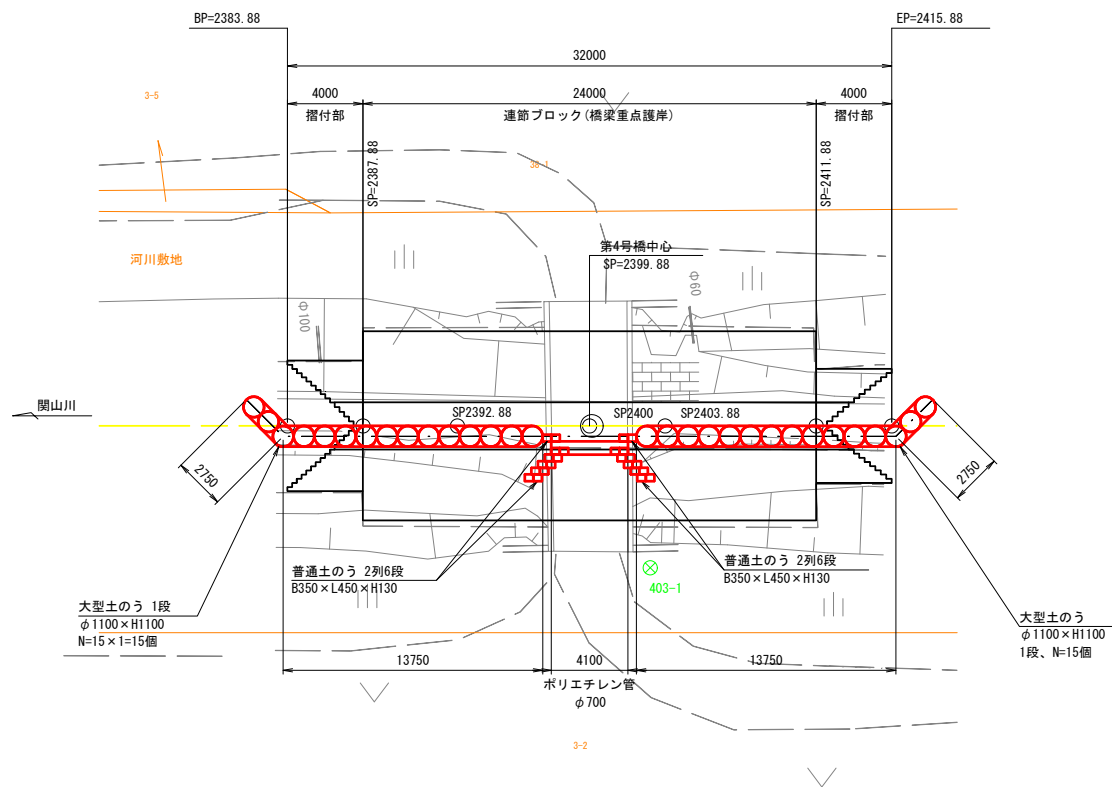 BP=2383.88
EP=2415.88
32000
4000
24000
4000
摺付部
連節ブロック(橋梁重点護岸)
摺付部
3-5
SP=2387.88
SP=2411.88
38-1
第4号橋中心
SP=2399.88
河川敷地
φ100
φ60
関山川
SP2392.88
SP2400
SP2403.88
2750
2750
普通土のう 2列6段
B350×L450×H130
普通土のう 2列6段
B350×L450×H130
403-1
大型土のう 1段
φ1100×H1100
N=15×1=15個
大型土のう
φ1100×H1100
1段、N=15個
13750
4100
13750
ポリエチレン管
φ700
3-2